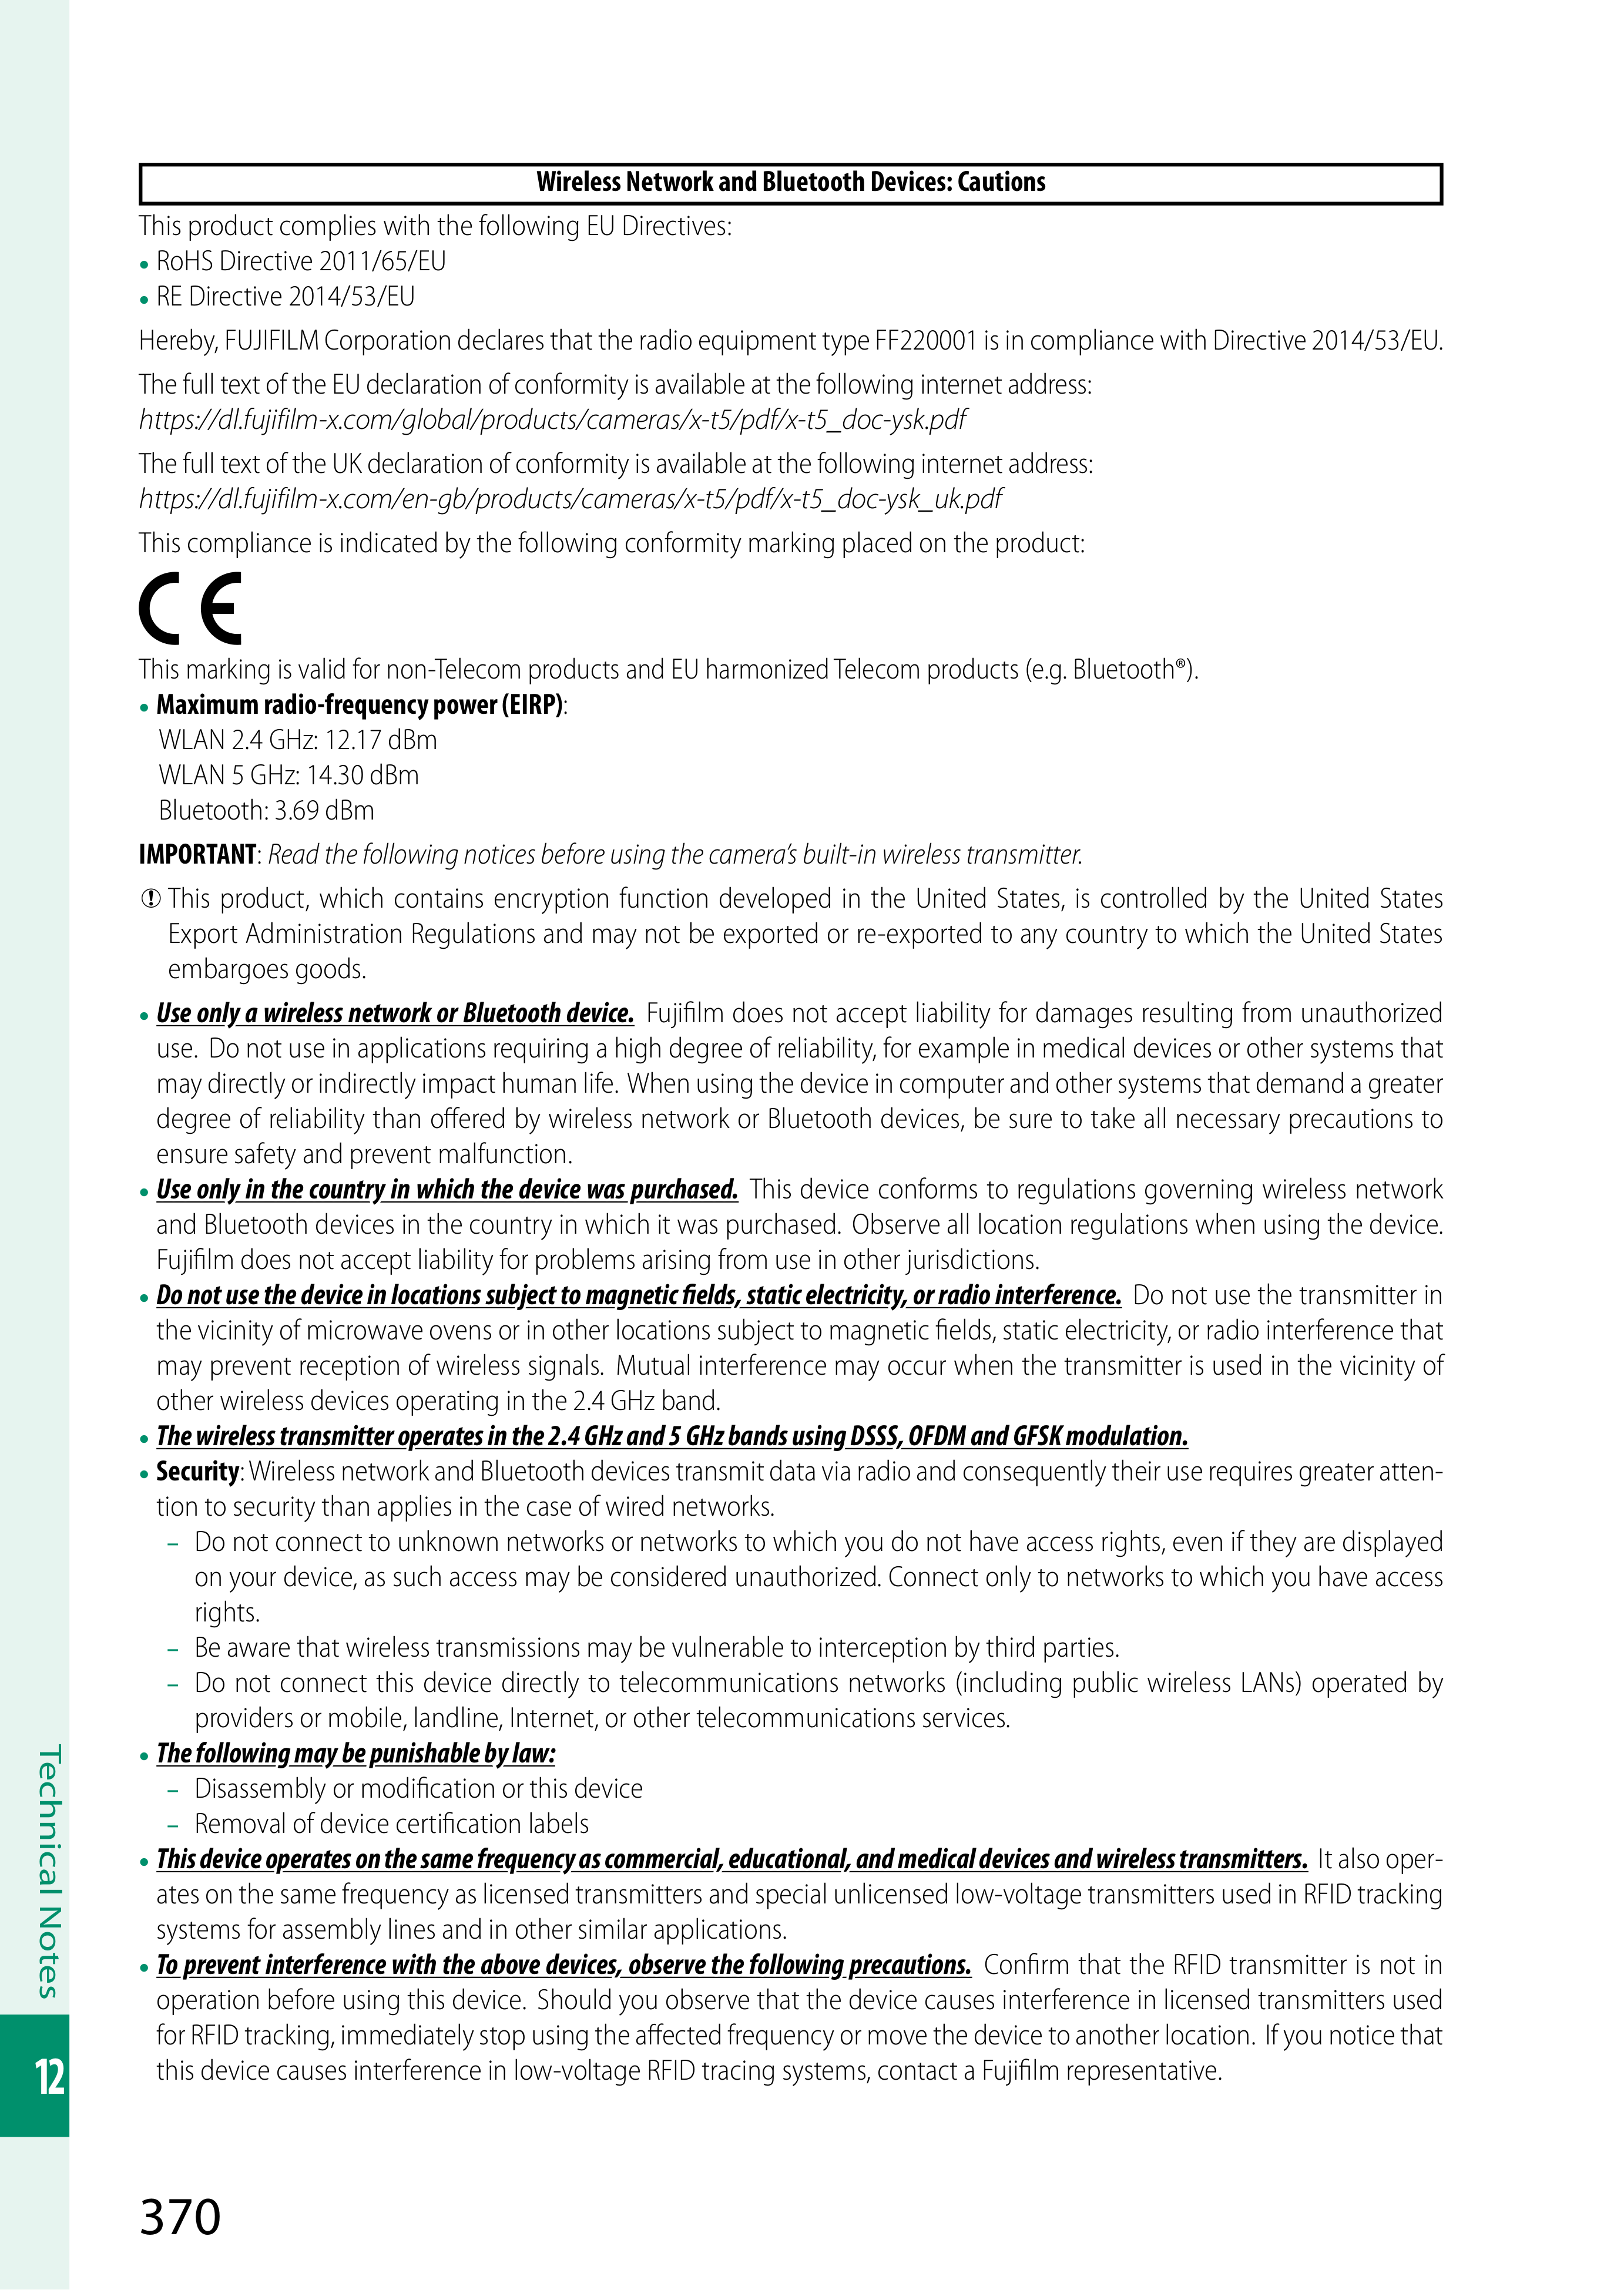 Wireless Network and Bluetooth Devices: Cautions
This product complies with the following EU Directives:
• RoHS Directive 2011/65/EU
• RE Directive 2014/53/EU
Hereby, FUJIFILM Corporation declares that the radio equipment type FF220001 is in compliance with Directive 2014/53/EU.
The full text of the EU declaration of conformity is available at the following internet address:
https://dl.fujifilm-x.com/global/products/cameras/x-t5/pdf/x-t5_doc-ysk.pdf
The full text of the UK declaration of conformity is available at the following internet address:
https://dl.fujifilm-x.com/en-gb/products/cameras/x-t5/pdf/x-t5_doc-ysk_uk.pdf
This compliance is indicated by the following conformity marking placed on the product:
CE
This marking is valid for non-Telecom products and EU harmonized Telecom products (e.g. Bluetooth®).
• Maximum radio-frequency power (EIRP):
WLAN 2.4 GHz: 12.17 dBm
WLAN 5 GHz: 14.30 dBm
Bluetooth: 3.69 dBm
IMPORTANT: Read the following notices before using the camera’s built-in wireless transmitter.
This product, which contains encryption function developed in the United States, is controlled by the United States
Export Administration Regulations and may not be exported or re-exported to any country to which the United States
embargoes goods.
• Use only a wireless network or Bluetooth device. Fujifilm does not accept liability for damages resulting from unauthorized
use. Do not use in applications requiring a high degree of reliability, for example in medical devices or other systems that
may directly or indirectly impact human life. When using the device in computer and other systems that demand a greater
degree of reliability than offered by wireless network or Bluetooth devices, be sure to take all necessary precautions to
ensure safety and prevent malfunction.
• Use only in the country in which the device was purchased. This device conforms to regulations governing wireless network
and Bluetooth devices in the country in which it was purchased. Observe all location regulations when using the device.
Fujifilm does not accept liability for problems arising from use in other jurisdictions.
• Do not use the device in locations subject to magnetic fields, static electricity, or radio interference. Do not use the transmitter in
the vicinity of microwave ovens or in other locations subject to magnetic fields, static electricity, or radio interference that
may prevent reception of wireless signals. Mutual interference may occur when the transmitter is used in the vicinity of
other wireless devices operating in the 2.4 GHz band.
• The wireless transmitter operates in the 2.4 GHz and 5 GHz bands using DSSS, OFDM and GFSK modulation.
• Security: Wireless network and Bluetooth devices transmit data via radio and consequently their use requires greater atten-
tion to security than applies in the case of wired networks.
– Do not connect to unknown networks or networks to which you do not have access rights, even if they are displayed
on your device, as such access may be considered unauthorized. Connect only to networks to which you have access
rights.
– Be aware that wireless transmissions may be vulnerable to interception by third parties.
– Do not connect this device directly to telecommunications networks (including public wireless LANs) operated by
providers or mobile, landline, Internet, or other telecommunications services.
• The following may be punishable by law:
– Disassembly or modification or this device
– Removal of device certification labels
• This device operates on the same frequency as commercial, educational, and medical devices and wireless transmitters. It also oper-
ates on the same frequency as licensed transmitters and special unlicensed low-voltage transmitters used in RFID tracking
systems for assembly lines and in other similar applications.
• To prevent interference with the above devices, observe the following precautions. Confirm that the RFID transmitter is not in
operation before using this device. Should you observe that the device causes interference in licensed transmitters used
for RFID tracking, immediately stop using the affected frequency or move the device to another location. If you notice that
this device causes interference in low-voltage RFID tracing systems, contact a Fujifilm representative.
Technical Notes
12
370